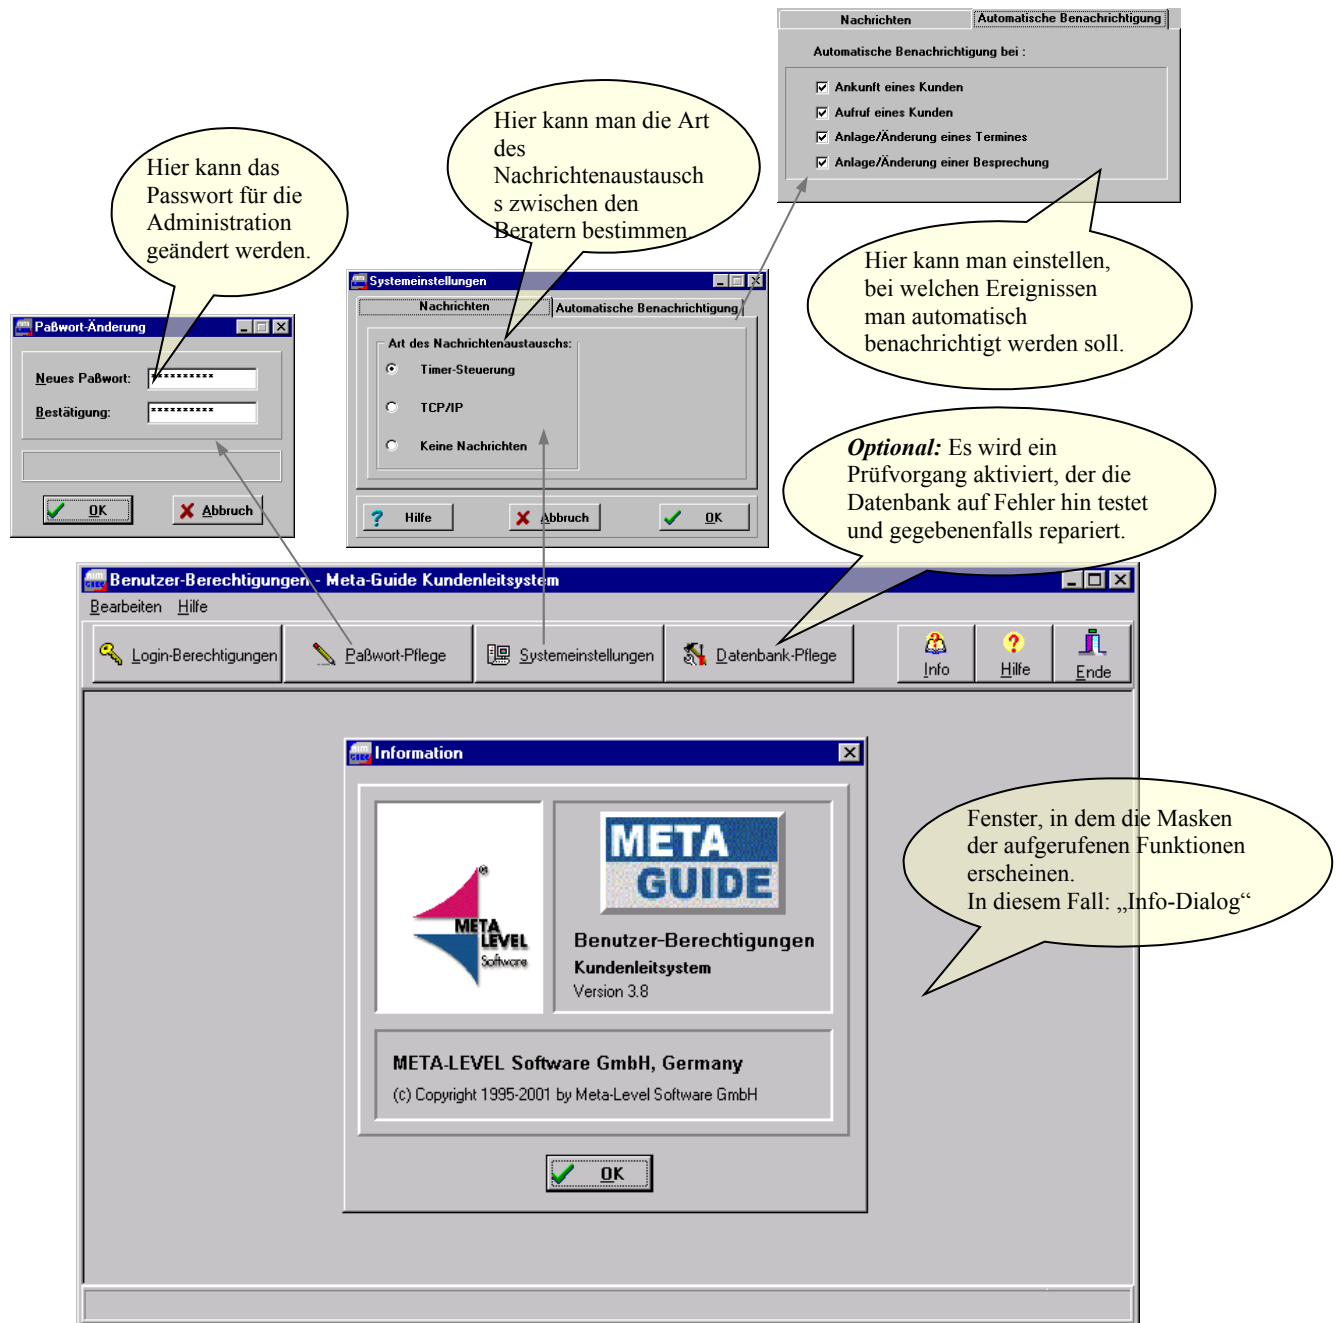 Nachrichten
Automatische Benachrichtigung
Automatische Benachrichtigung bei :
Ankunft eines Kunden
Aufruf eines Kunden
Anlage/Änderung eines Termines
Anlage/Änderung einer Besprechung
Hier kann man die Art
des
Nachrichtenaustausch
s zwischen den
Beratern bestimmen.
Hier kann das
Passwort für die
Administration
geändert werden.
Hier kann man einstellen,
bei welchen Ereignissen
man automatisch
benachrichtigt werden soll.
Paßwort-Änderung
Neues Paßwort:
**********
Bestätigung:
**********
OK
Abbruch
Systemeinstellungen
Nachrichten
Automatische Benachrichtigung
Art des Nachrichtenaustauschs:
Timer-Steuerung
TCP/IP
Keine Nachrichten
? Hilfe
Abbruch
OK
Optional: Es wird ein
Prüfvorgang aktiviert, der die
Datenbank auf Fehler hin testet
und gegebenenfalls repariert.
Benutzer-Berechtigungen - Meta-Guide Kundenleitsystem
Bearbeiten Hilfe
Login-Berechtigungen
Paßwort-Pflege
Systemeinstellungen
Datenbank-Pflege
Info
Hilfe
Ende
Information
META
LEVEL
Software
META
GUIDE
Benutzer-Berechtigungen
Kundenleitsystem
Version 3.8
META-LEVEL Software GmbH, Germany
(c) Copyright 1995-2001 by Meta-Level Software GmbH
OK
Fenster, in dem die Masken
der aufgerufenen Funktionen
erscheinen.
In diesem Fall: „Info-Dialog“